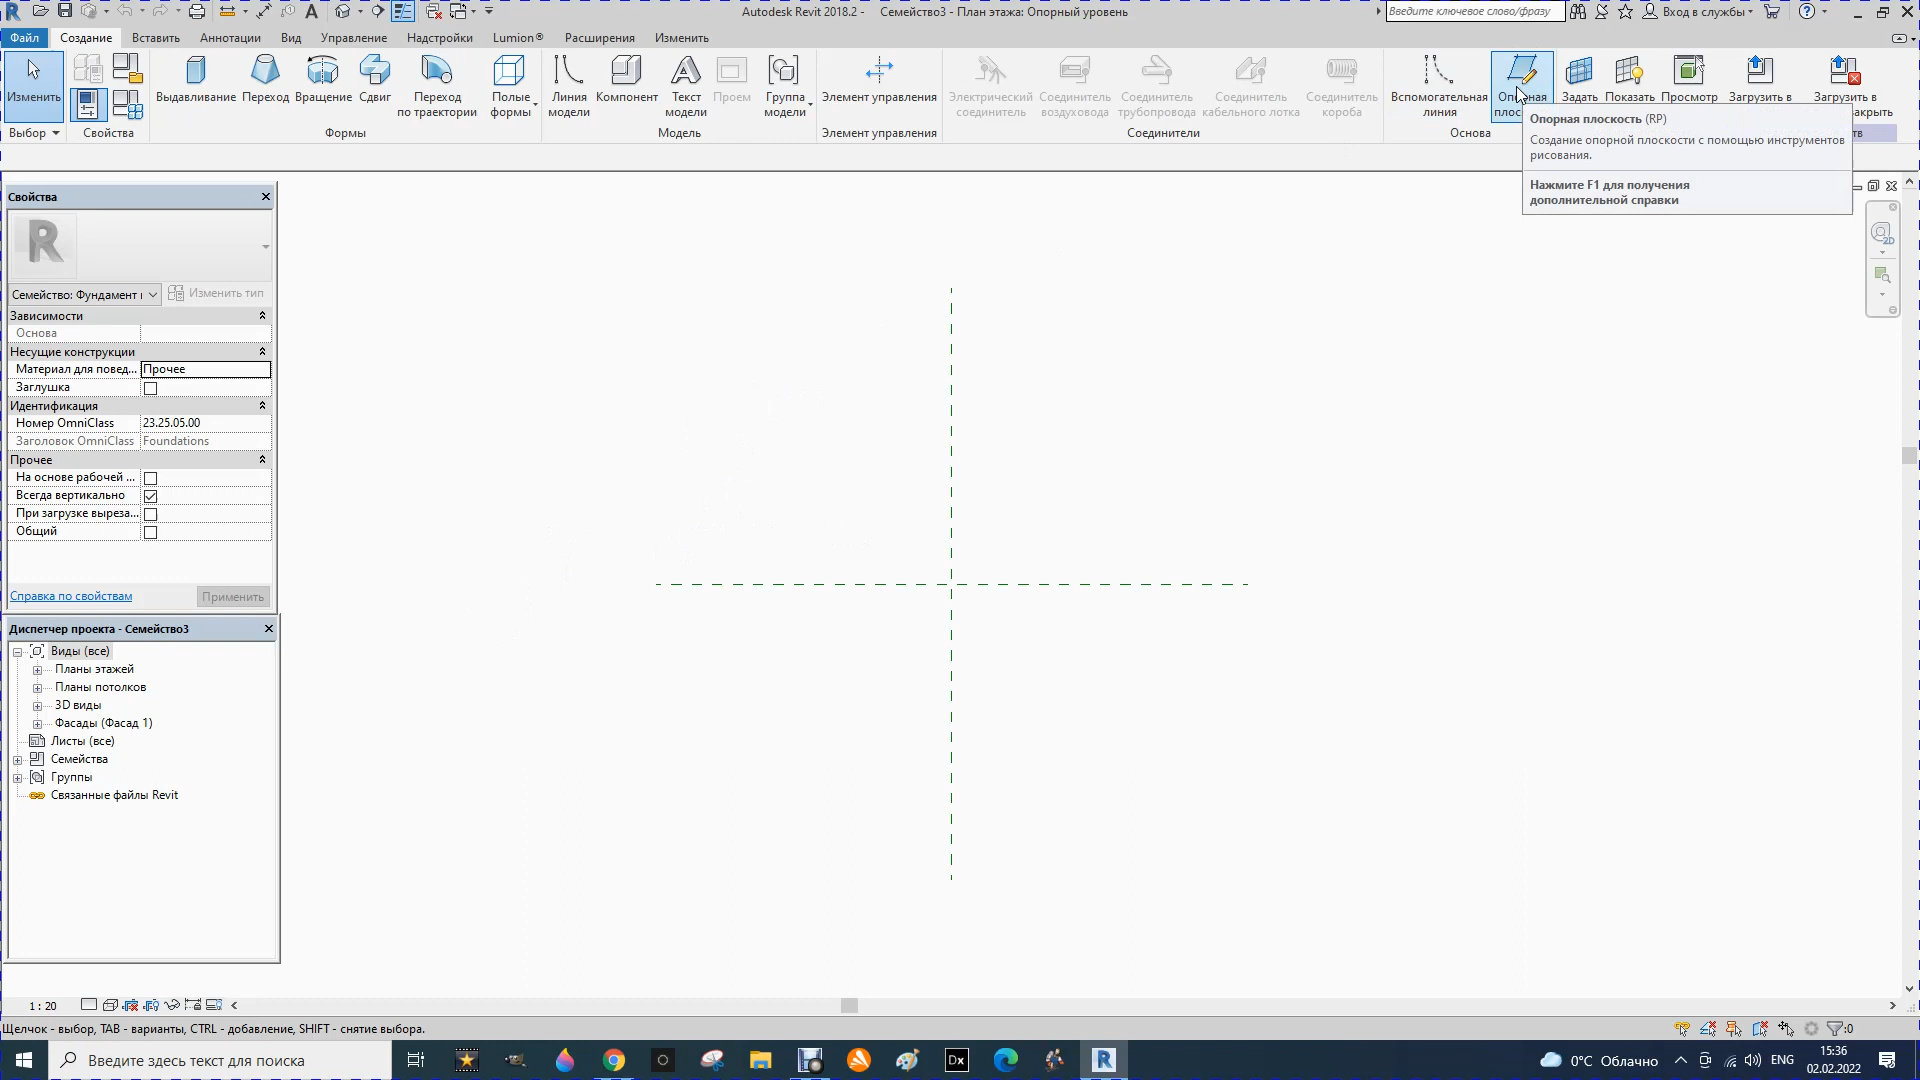 Autodesk Revit 2018.2 - Семейство3 - План этажа: Опорный уровень
Введите ключевое слово/фразу
Вход в службы
Файл Создание Вставить Аннотации Вид Управление Надстройки Lumion® Расширения Изменить
Изменить
Выдавливание
Переход
Вращение
Сдвиг
Переход
по траектории
Полые
формы
Линия
модели
Компонент
Текст
модели
Проем
Группа
модели
Элемент управления
Электрический
соединитель
Соединитель
воздуховода
Соединитель
трубопровода
Соединитель
кабельного лотка
Соединитель
короба
Вспомогательная
линия
Опорная
Задать
Показать
Просмотр
Загрузить в
Загрузить в
Выбор
Свойства
Формы
Модель
Элемент управления
Соединители
Основа
Опорная плоскость (RP)
Создание опорной плоскости с помощью инструментов
рисования.
Нажмите F1 для получения
дополнительной справки
Свойства
Семейство: Фундамент
Изменить тип
Зависимости
Основа
Несущие конструкции
Материал для повед... Прочее
Заглушка
Идентификация
Номер OmniClass 23.25.05.00
Заголовок OmniClass Foundations
Прочее
На основе рабочей ...
Всегда вертикально
При загрузке выреза...
Общий
Справка по свойствам
Применить
Диспетчер проекта - Семейство3
Виды (все)
Планы этажей
Планы потолков
3D виды
Фасады (Фасад 1)
Листы (все)
Семейства
Группы
Связанные файлы Revit
1 : 20
Щелчок - выбор, TAB - варианты, CTRL - добавление, SHIFT - снятие выбора.
:0
Введите здесь текст для поиска
Dx
0°C Облачно
ENG
15:36
02.02.2022